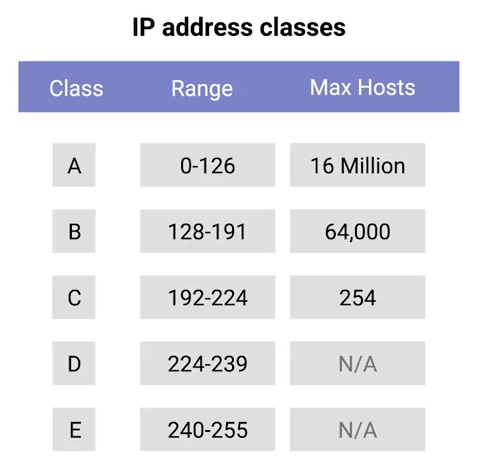 IP address classes
Class Range Max Hosts
A 0-126 16 Million
B 128-191 64,000
C 192-224 254
D 224-239 N/A
E 240-255 N/A